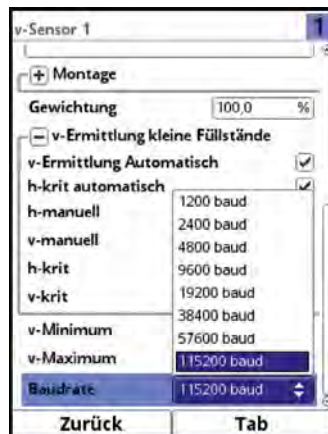 v-Sensor 1 1
Montage
Gewichtung 100,0 %
v-Ermittlung kleine Füllstände
v-Ermittlung Automatisch
h-krit automatisch
h-manuell
v-manuell
h-krit
v-krit
v-Minimum
v-Maximum
1200 baud
2400 baud
4800 baud
9600 baud
19200 baud
38400 baud
57600 baud
115200 baud
Baudrate 115200 baud
Zurück Tab